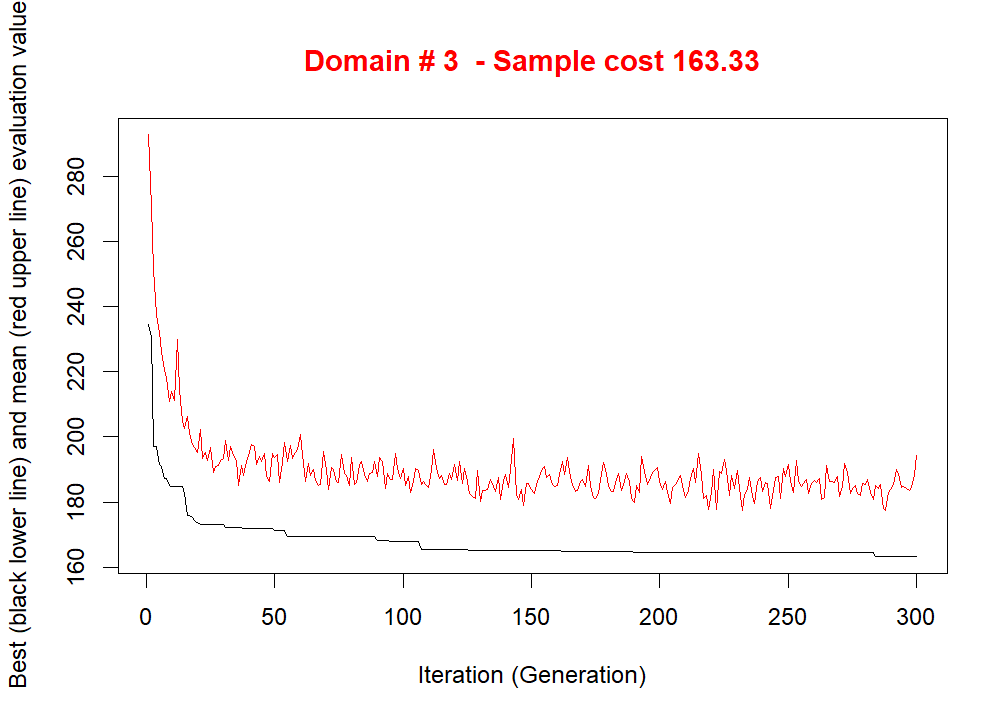 Domain # 3  - Sample cost 163.33
Best (black lower line) and mean (red upper line) evaluation value
280
260
240
220
200
180
160
0 50 100 150 200 250 300
Iteration (Generation)